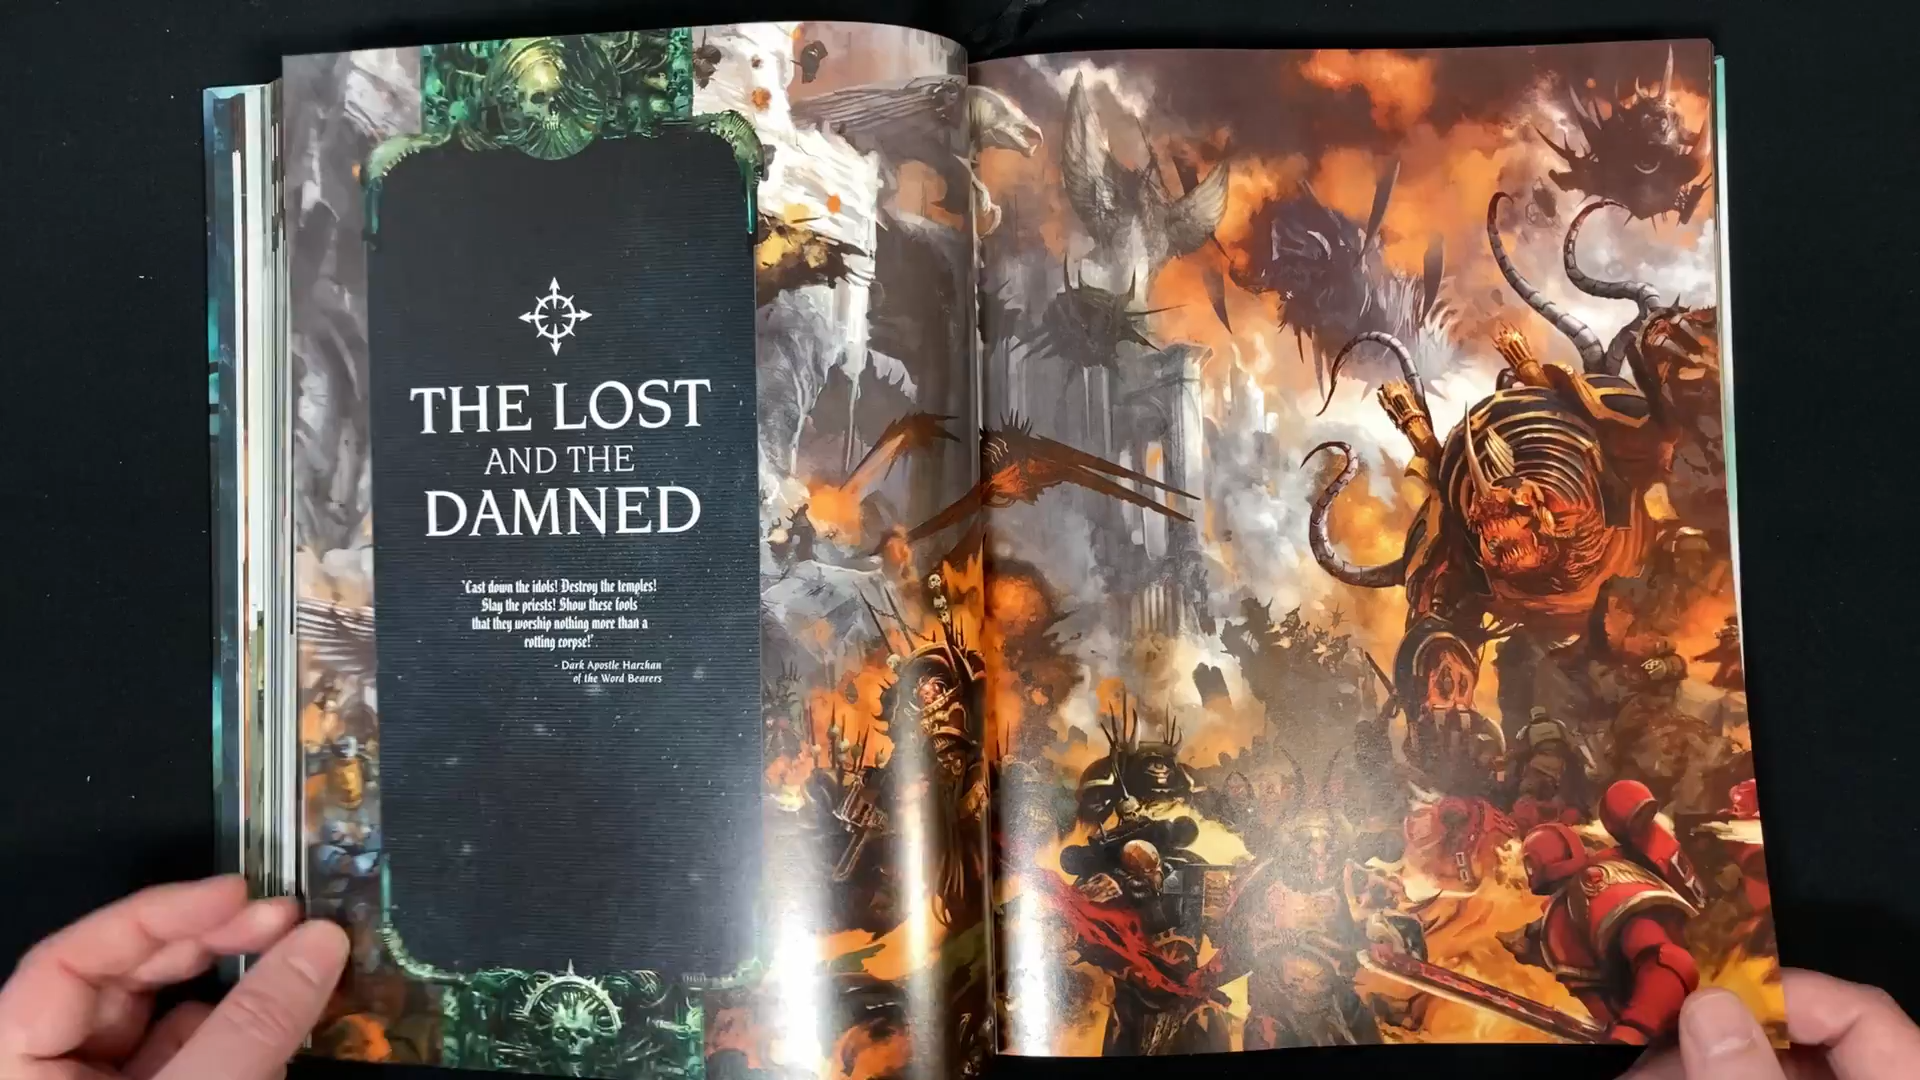 THE LOST
AND THE
DAMNED
'Cast down the idols! Destroy the temples!
Slay the priests! Show these fools
that they worship nothing more than a
rotting corpse!'
- Dark Apostle Harzhan
of the Word Bearers